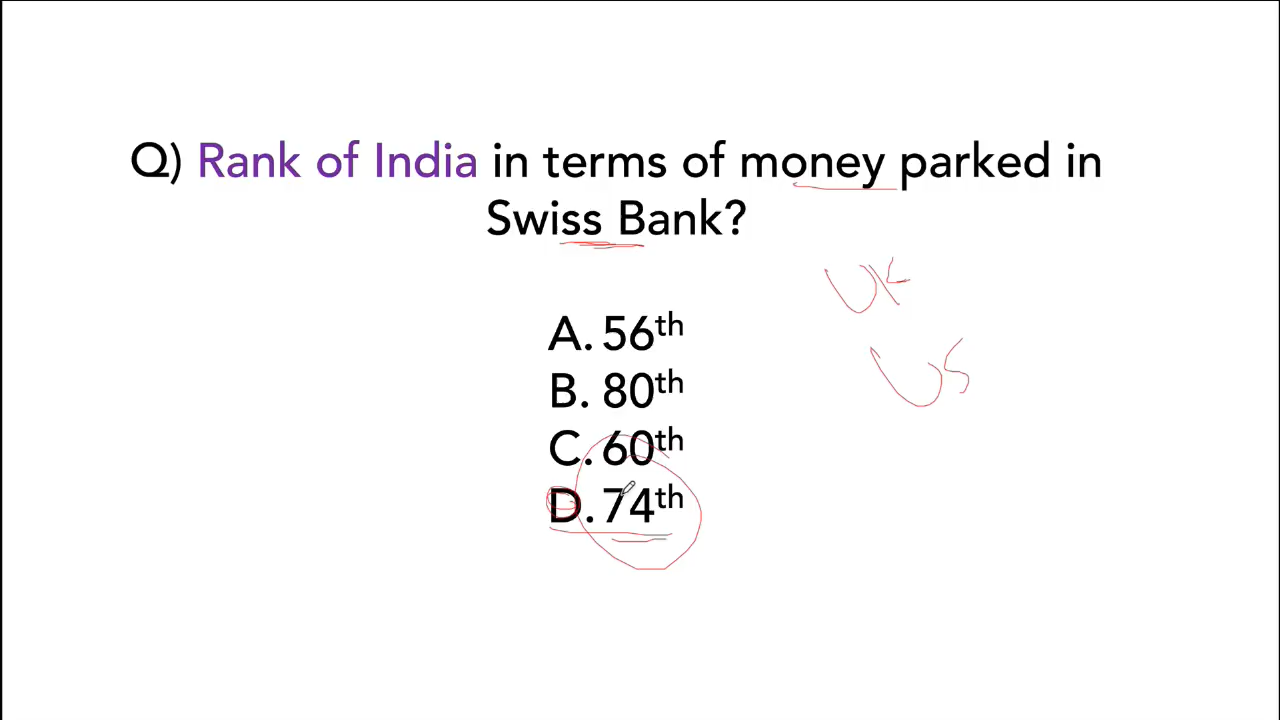 Q) Rank of India in terms of money parked in
Swiss Bank?
UK
A. 56th
US
B. 80th
C. 60th
D. 74th